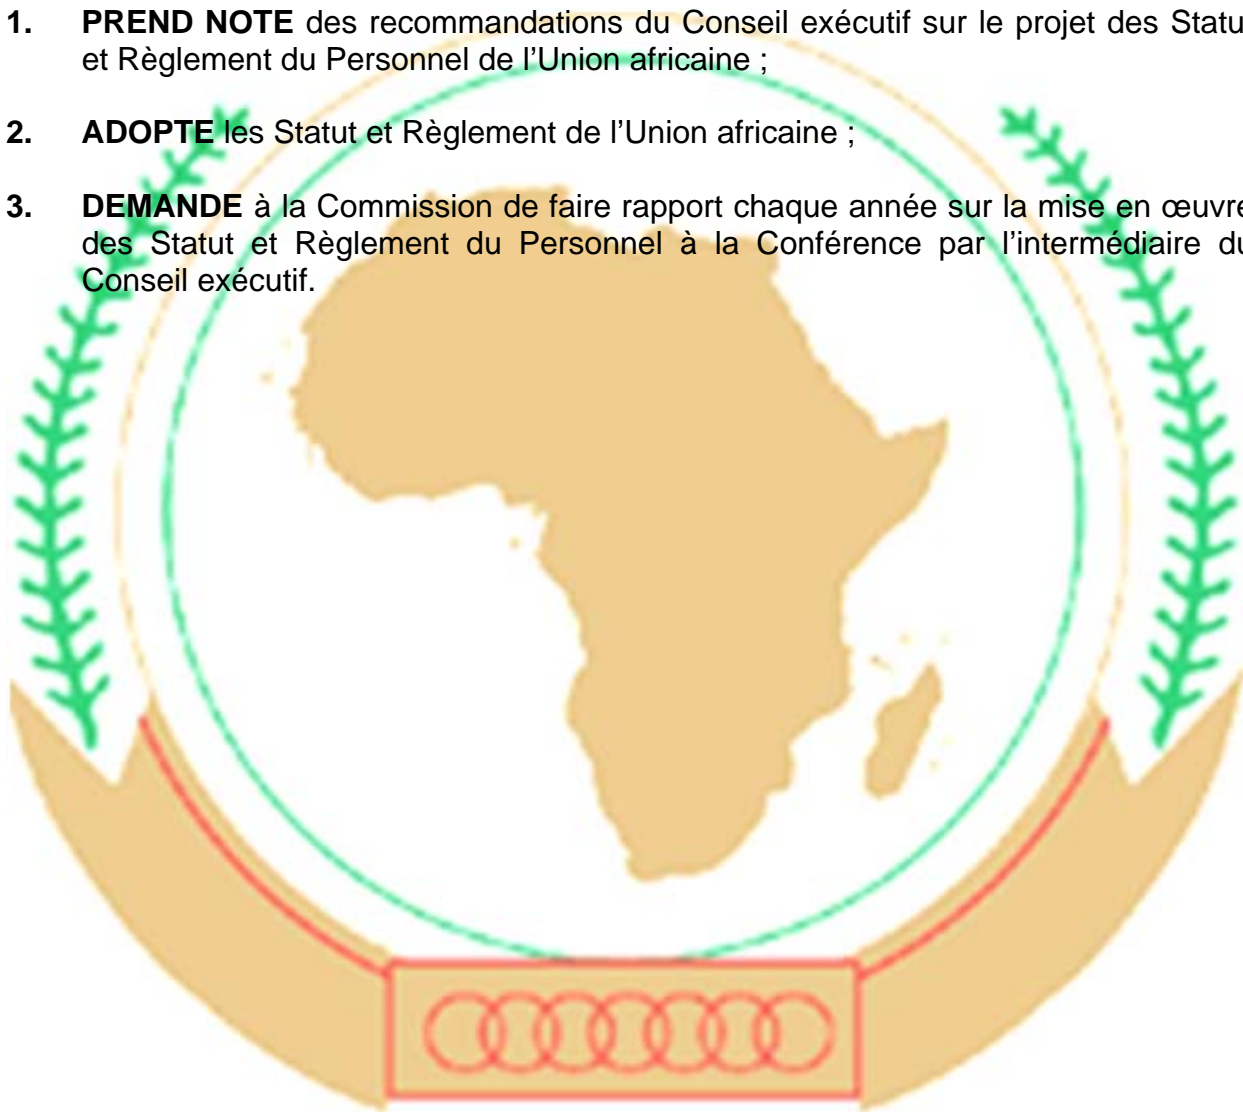 1. PREND NOTE des recommandations du Conseil exécutif sur le projet des Statu
et Règlement du Personnel de l'Union africaine ;
2. ADOPTE les Statut et Règlement de l'Union africaine ;
3. DEMANDE à la Commission de faire rapport chaque année sur la mise en œuvre
des Statut et Règlement du Personnel à la Conférence par l'intermédiaire du
Conseil exécutif.